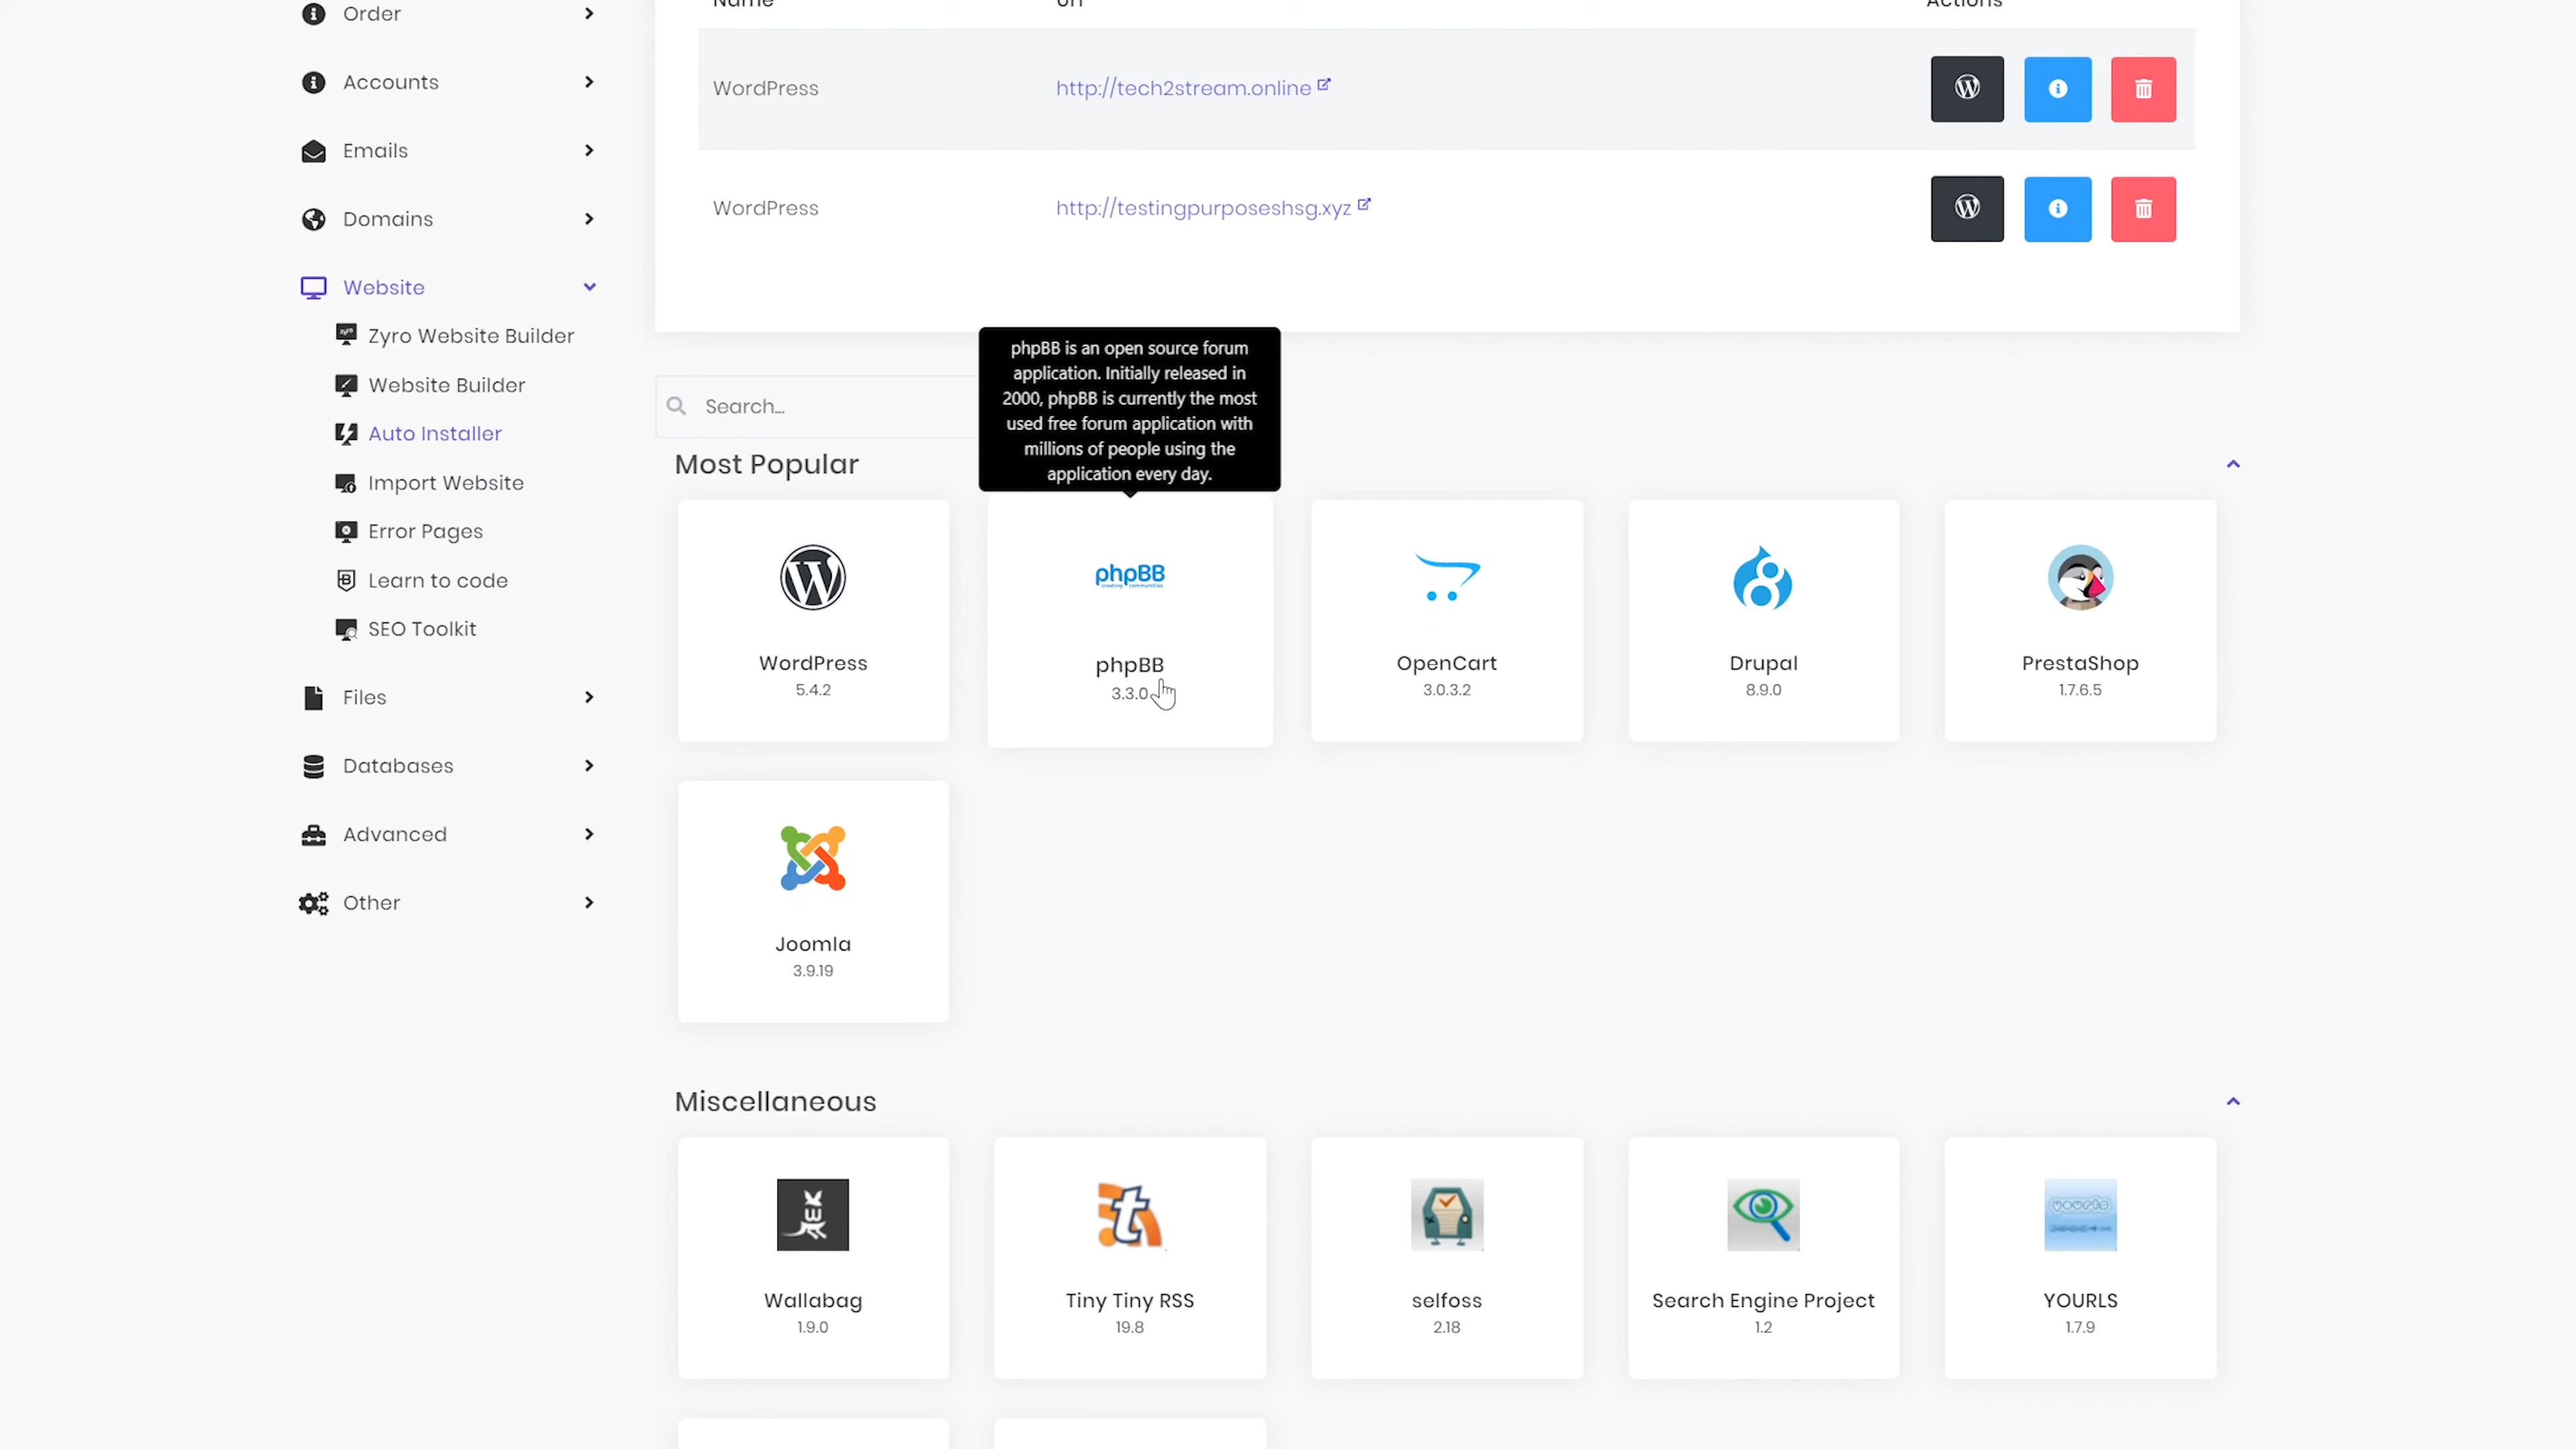 Order
Accounts
Emails
Domains
Website
Zyro Website Builder
Website Builder
Auto Installer
Import Website
Error Pages
Learn to code
SEO Toolkit
Files
Databases
Advanced
Other
Name Url Actions
WordPress http://tech2stream.online
WordPress http://testingpurposeshsg.xyz
phpBB is an open source forum
application. Initially released in
2000, phpBB is currently the most
used free forum application with
millions of people using the
application every day.
Search...
Most Popular
WordPress
5.4.2
phpBB
creating communities
phpBB
3.3.0
OpenCart
3.0.3.2
Drupal
8.9.0
PrestaShop
1.7.6.5
Joomla
3.9.19
Miscellaneous
Wallabag
1.9.0
Tiny Tiny RSS
19.8
selfoss
2.18
Search Engine Project
1.2
yourls
YOURLS
1.7.9